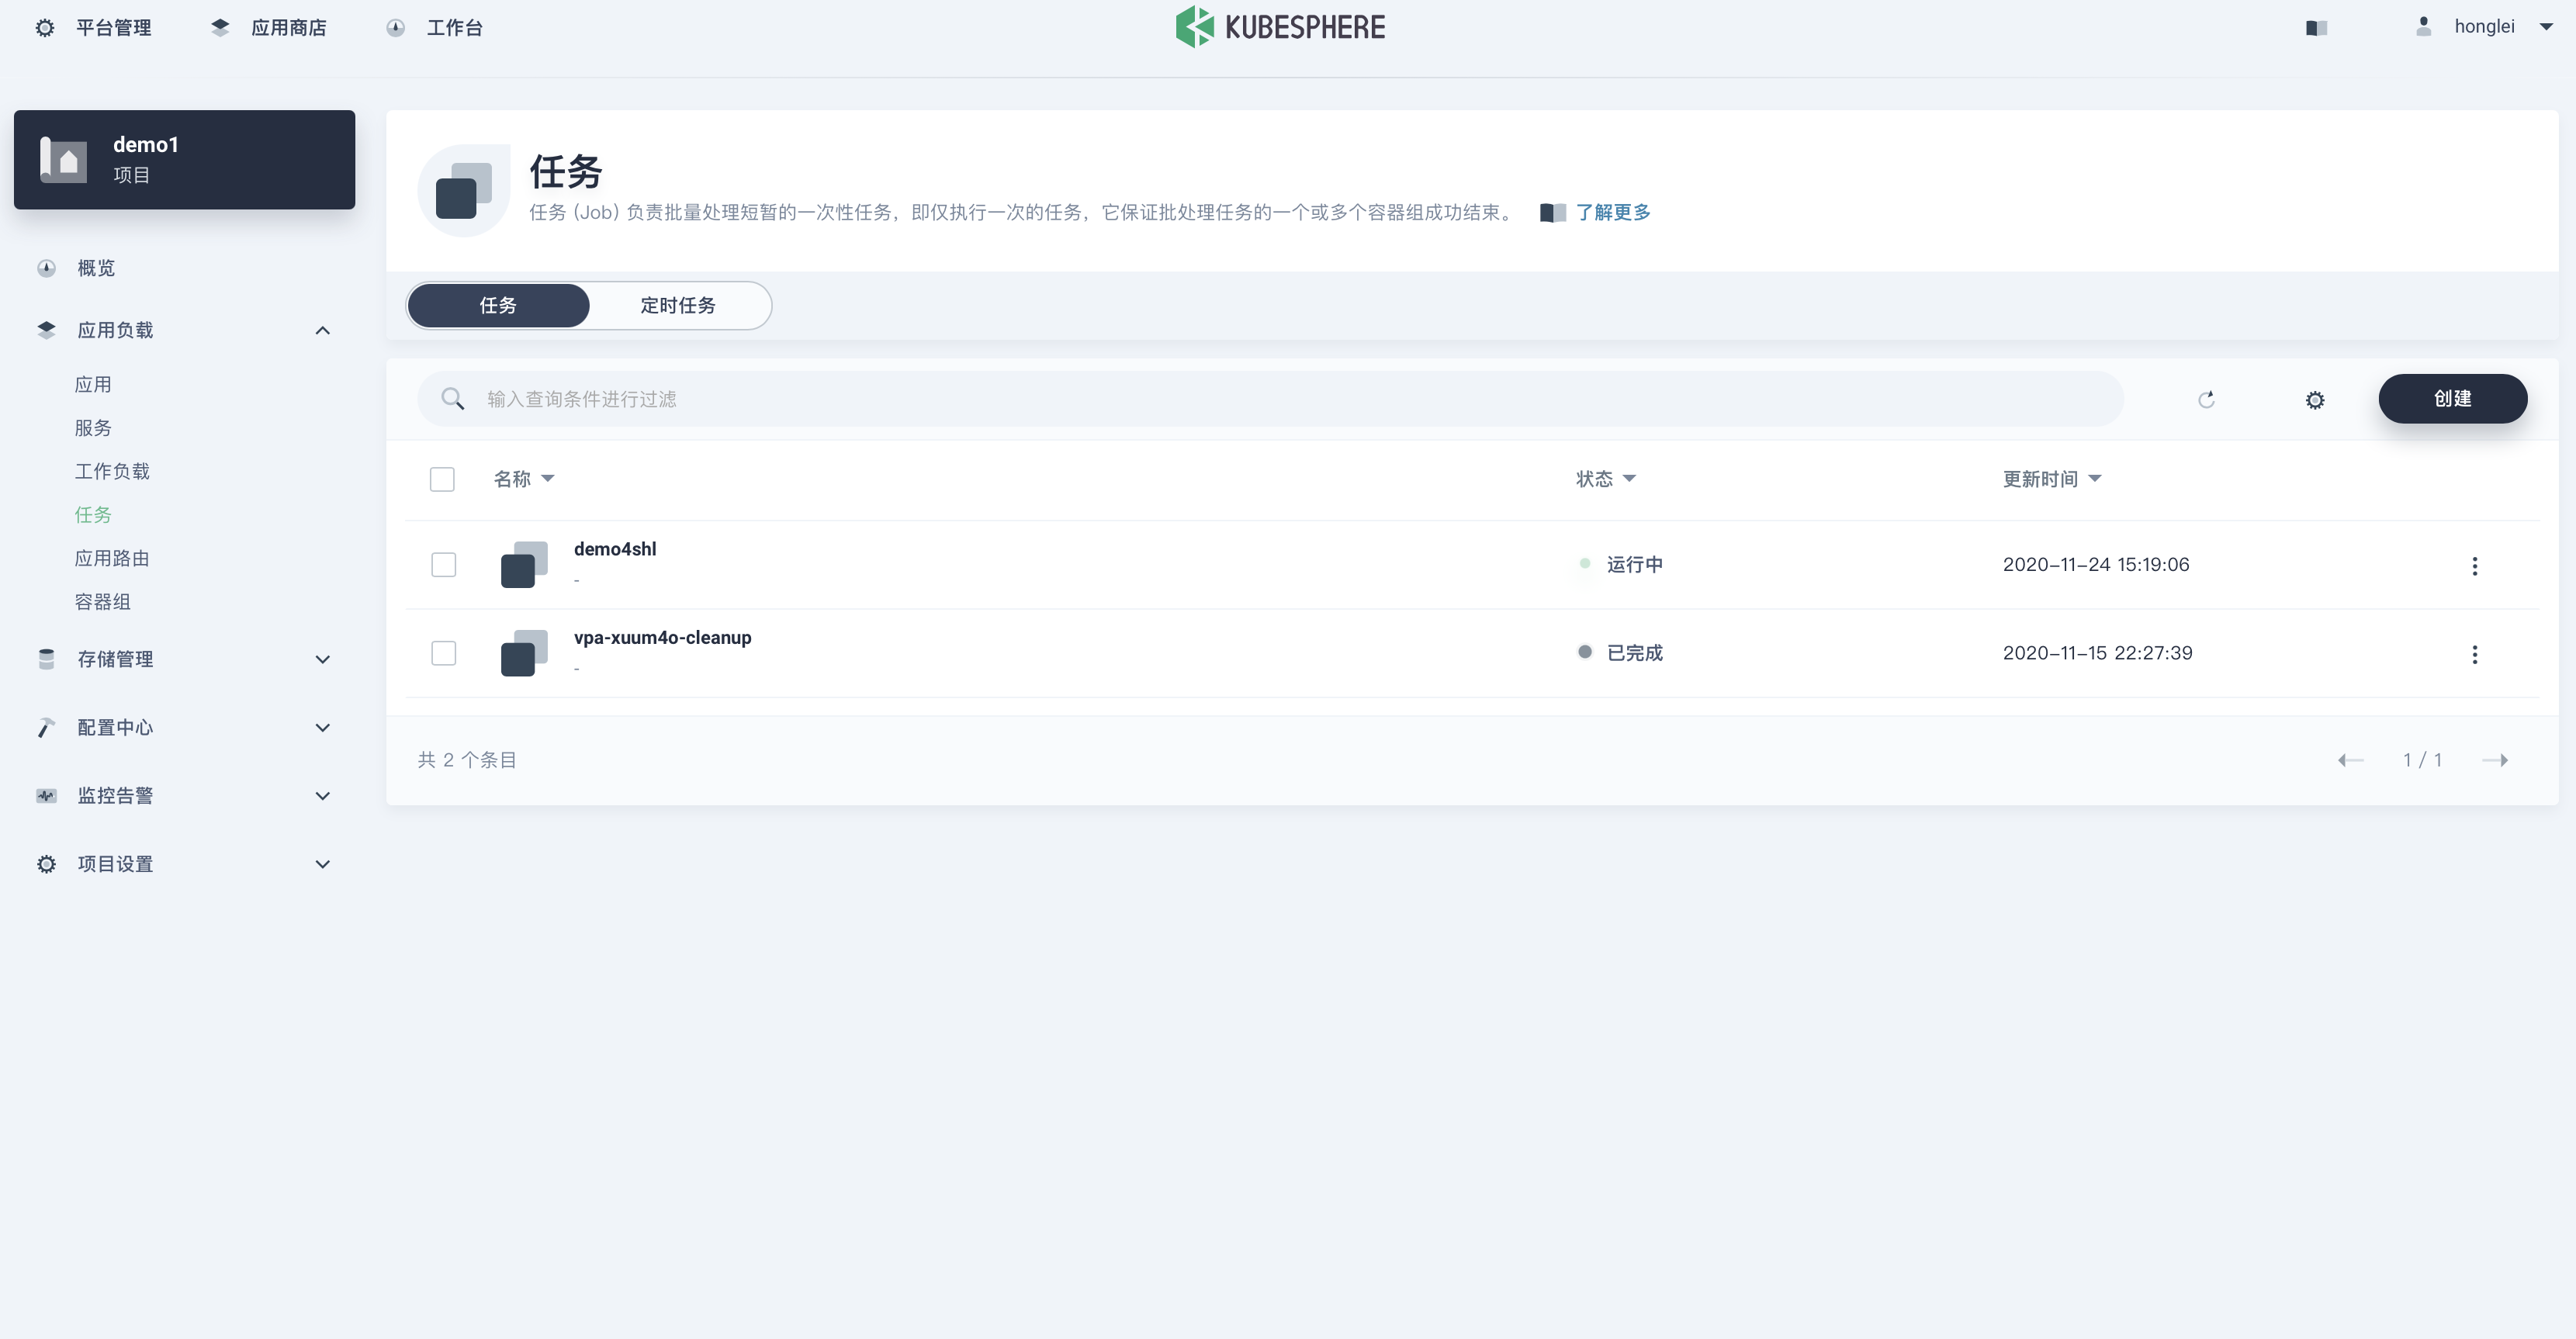 平台管理
应用商店
工作台
KUBESPHERE
honglei
demo1
项目
概览
应用负载
应用
服务
工作负载
任务
应用路由
容器组
存储管理
配置中心
监控告警
项目设置
任务
任务 (Job) 负责批量处理短暂的一次性任务，即仅执行一次的任务，它保证批处理任务的一个或多个容器组成功结束。 了解更多
任务 定时任务
输入查询条件进行过滤
创建
名称 状态 更新时间
demo4shl
-
运行中
2020-11-24 15:19:06
vpa-xuum4o-cleanup
-
已完成
2020-11-15 22:27:39
共 2 个条目
1 / 1